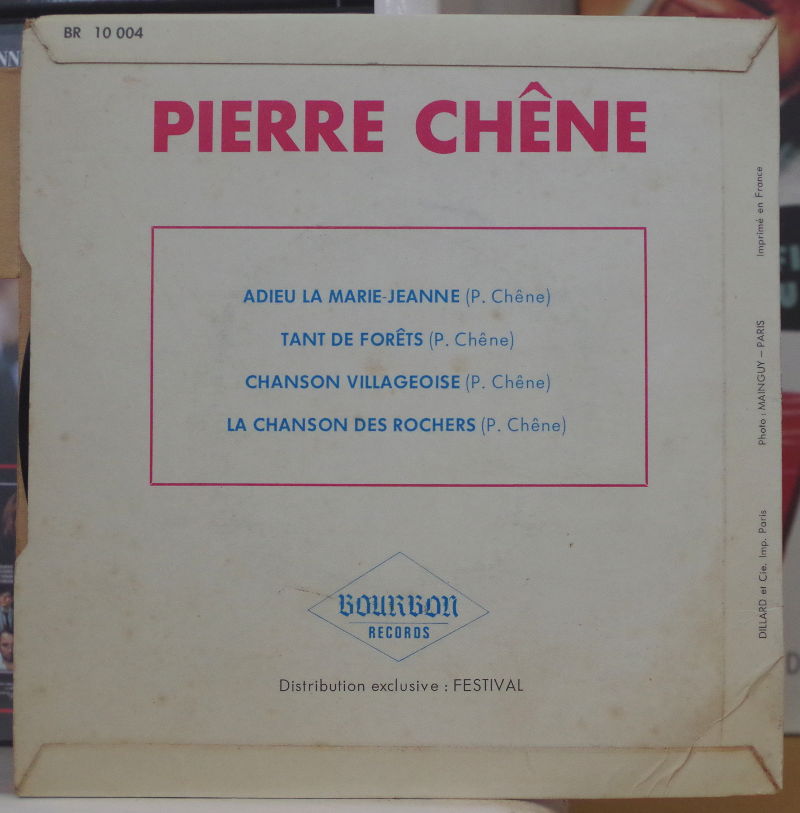 BR 10 004
PIERRE CHÊNE
ADIEU LA MARIE-JEANNE (P. Chêne)
TANT DE FORÊTS (P. Chêne)
CHANSON VILLAGEOISE (P. Chêne)
LA CHANSON DES ROCHERS (P. Chêne)
BOURBON
RECORDS
Distribution exclusive : FESTIVAL
Imprimé en France
Photo : MAINGUY – PARIS
DILLARD et Cie. Imp. Paris